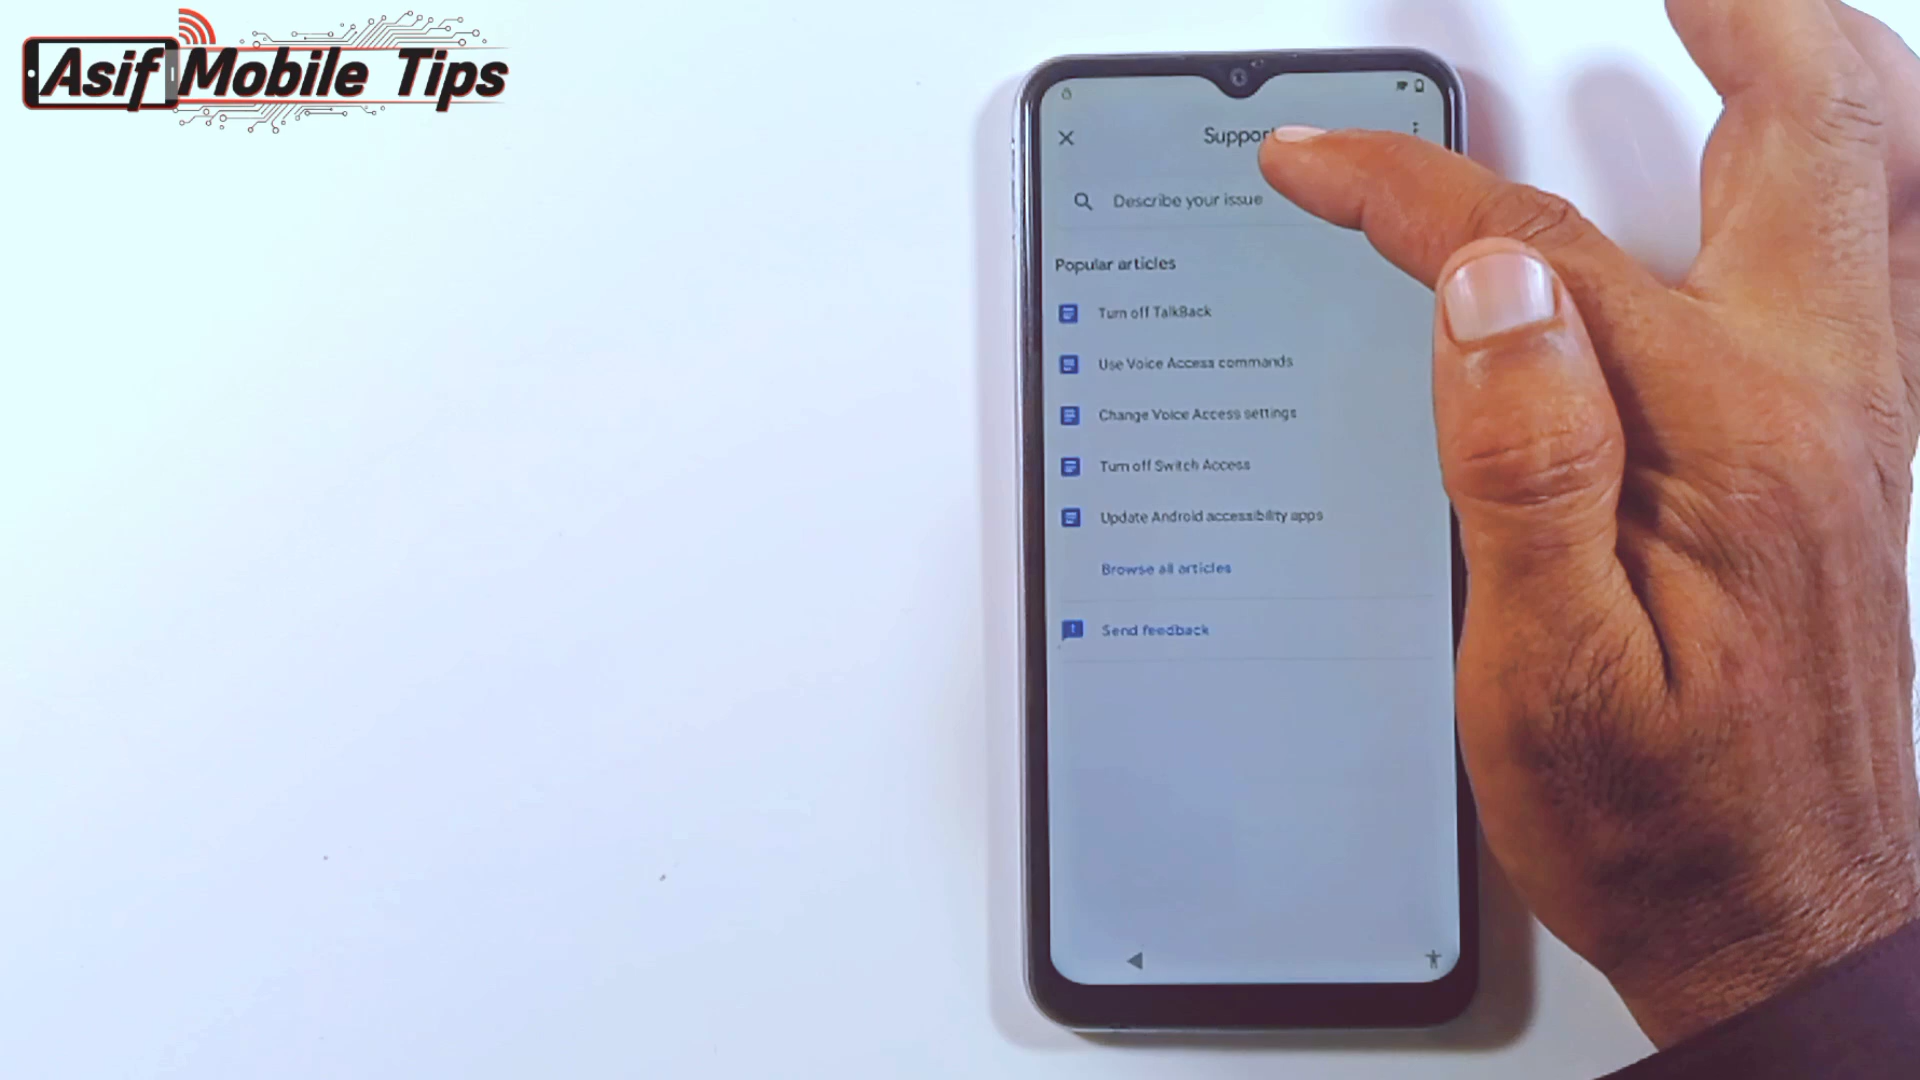 Asif Mobile Tips
Support
Describe your issue
Popular articles
Turn off TalkBack
Use Voice Access commands
Change Voice Access settings
Turn off Switch Access
Update Android accessibility apps
Browse all articles
Send feedback